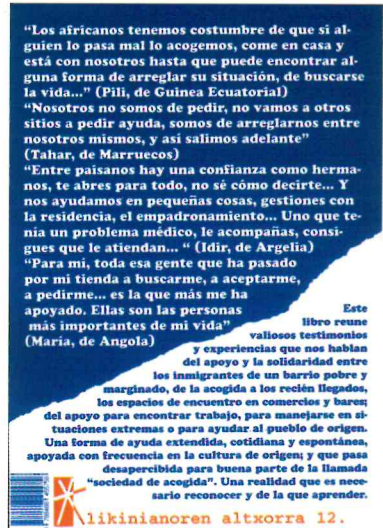 “Los africanos tenemos costumbre de que si al-
guien lo pasa mal lo acogemos, come en casa y
está con nosotros hasta que puede encontrar al-
guna forma de arreglar su situación, de buscarse
la vida...” (Pili, de Guinea Ecuatorial)
“Nosotros no somos de pedir, no vamos a otros
sitios a pedir ayuda, somos de arreglarnos entre
nosotros mismos, y asi salimos adelante”
(Tahar, de Marruecos)
“Entre paisanos hay una confianza como herma-
nos, te abres para todo, no sé cómo decirte... Y
nos ayudamos en pequeñas cosas, gestiones con
la residencia, el empadronamiento... Uno que te-
nía un problema médico, le acompañas, consi-
gues que le atiendan... “ (Idir, de Argelia)
“Para mi, toda esa gente que ha pasado
por mi tienda a buscarme, a aceptarme,
a pedirme... es la que más me ha
apoyado. Ellas son las personas
más importantes de mi vida”
(María, de Angola)
Este
libro reune
valiosos testimonios
y experiencias que nos hablan
del apoyo y la solidaridad entre
los inmigrantes de un barrio pobre y
marginado, de la acogida a los recién llegados,
los espacios de encuentro en comercios y bares;
del apoyo para encontrar trabajo, para manejarse en si-
tuaciones extremas o para ayudar al pueblo de origen.
Una forma de ayuda extendida, cotidiana y espontánea,
apoyada con frecuencia en la cultura de origen; y que pasa
desapercibida para buena parte de la llamada
"sociedad de acogida". Una realidad que es nece-
sario reconocer y de la que aprender.
likinianoren altxorra 12.